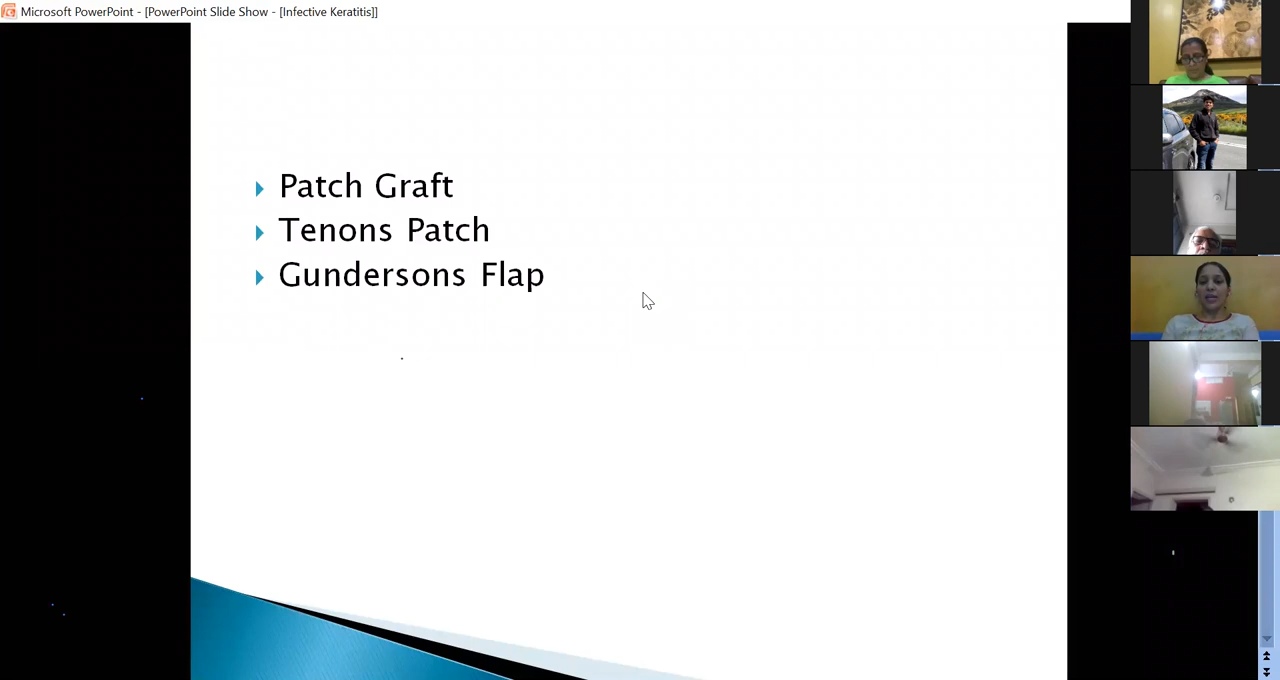 Microsoft PowerPoint - [PowerPoint Slide Show - [Infective Keratitis]]
Patch Graft
Tenons Patch
Gundersons Flap